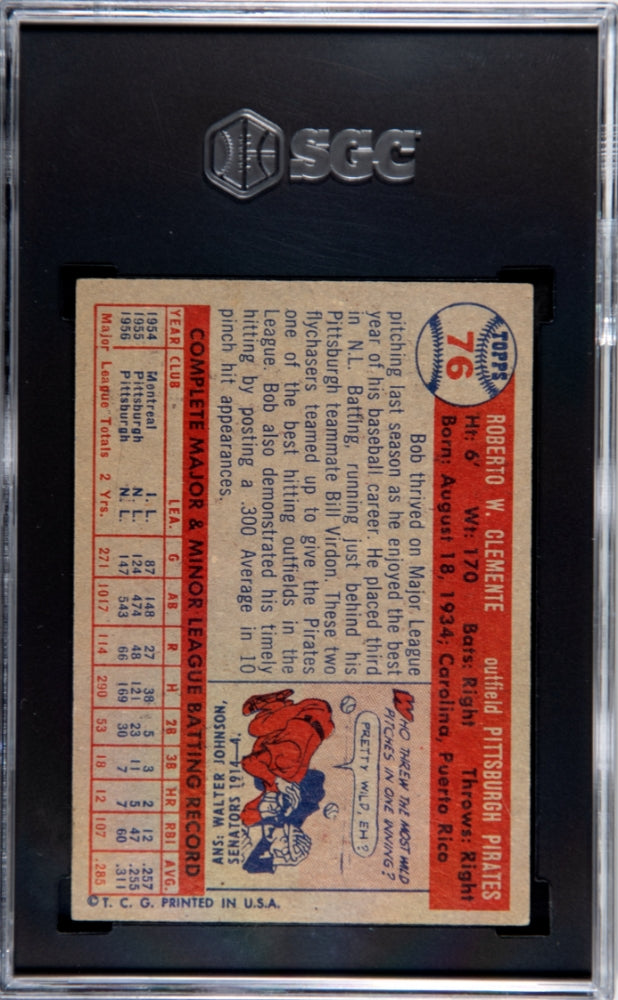 SGC
TOPPS
76
ROBERTO W. CLEMENTE outfield PITTSBURGH PIRATES
Ht: 6' Wt: 170 Bats: Right Throws: Right
Born: August 18, 1934; Carolina, Puerto Rico
Bob thrived on Major League
pitching last season as he enjoyed the best
year of his baseball career. He placed third
in N.L. Batting, running just behind his
Pittsburgh teammate Bill Virdon. These two
flychasers teamed up to give the Pirates
one of the best hitting outfields in the
League. Bob also demonstrated his timely
hitting by posting a .300 Average in 10
pinch hit appearances.
WHO THREW THE MOST WILD
PITCHES IN ONE INNING?
PRETTY WILD, EH?
ANS: WALTER JOHNSON,
SENATORS 1914—4.
COMPLETE MAJOR & MINOR LEAGUE BATTING RECORD
YEAR CLUB LEA. G AB R H 2B 3B HR RBI AVG.
1954 Montreal I. L. 87 148 27 38 5 3 2 12 .257
1955 Pittsburgh N. L. 124 474 48 121 23 11 5 47 .255
1956 Pittsburgh N. L. 147 543 66 169 30 7 7 60 .311
Major League Totals 2 Yrs. 271 1017 114 290 53 18 12 107 .285
© T. C. G. PRINTED IN U.S.A.